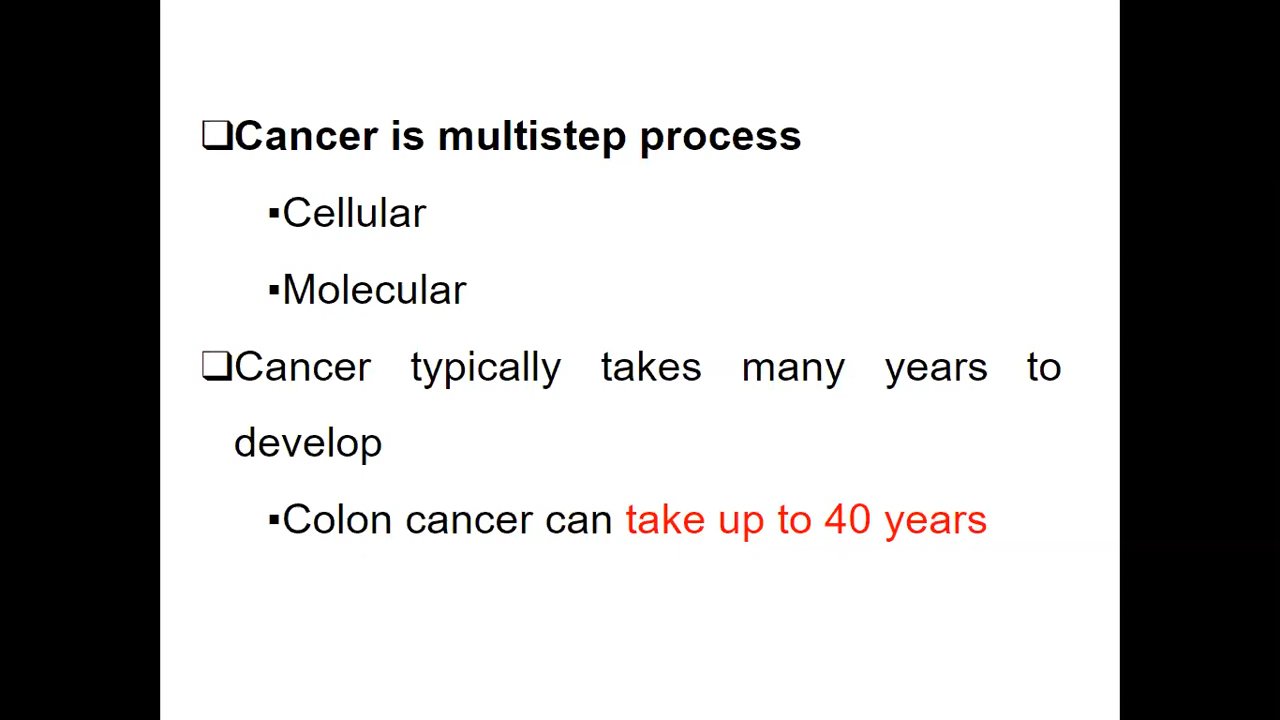 ❑Cancer is multistep process
▪Cellular
▪Molecular
❑Cancer typically takes many years to
develop
▪Colon cancer can take up to 40 years